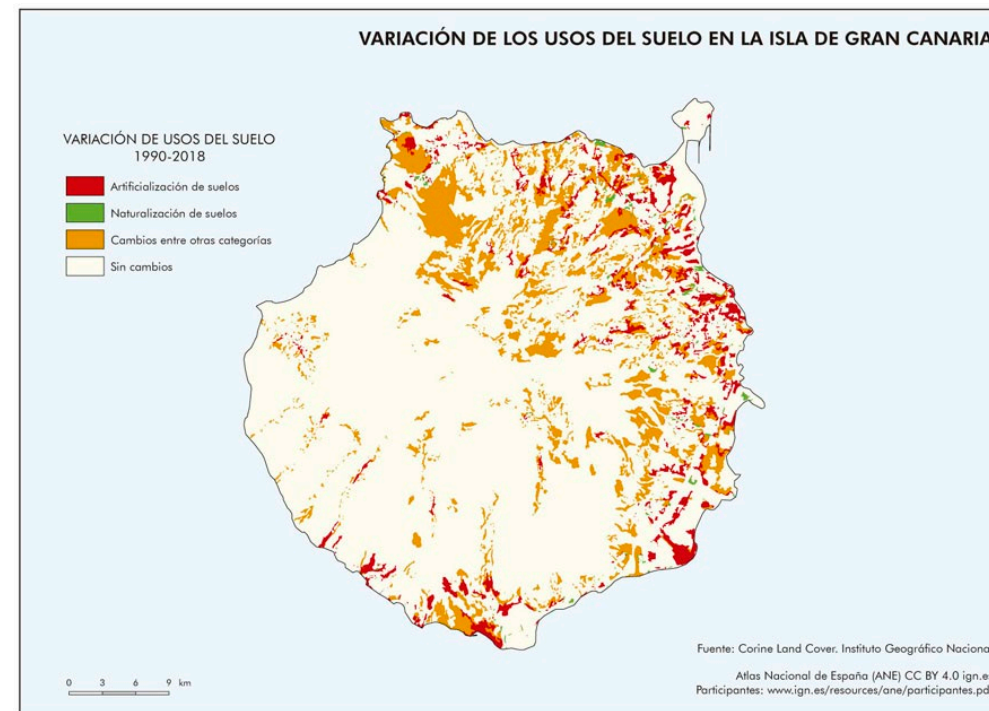 VARIACIÓN DE LOS USOS DEL SUELO EN LA ISLA DE GRAN CANARIA
VARIACIÓN DE USOS DEL SUELO
1990-2018
Artificialización de suelos
Naturalización de suelos
Cambios entre otras categorías
Sin cambios
Fuente: Corine Land Cover. Instituto Geográfico Naciona
Atlas Nacional de España (ANE) CC BY 4.0 ign.e
Participantes: www.ign.es/resources/ane/participantes.pd
0 3 6 9 km